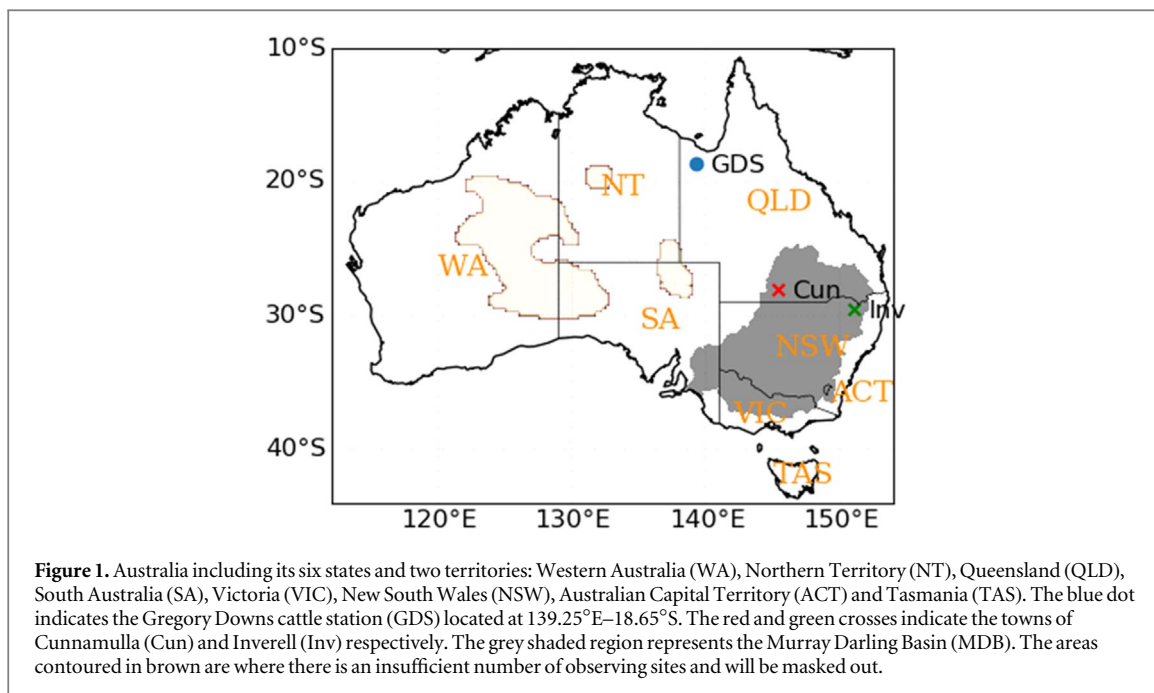 10°S
20°S
30°S
40°S
GDS
NT
QLD
WA
Cun
Inv
SA
NSW
ACT
VIC
TAS
120°E 130°E 140°E 150°E
Figure 1. Australia including its six states and two territories: Western Australia (WA), Northern Territory (NT), Queensland (QLD),
South Australia (SA), Victoria (VIC), New South Wales (NSW), Australian Capital Territory (ACT) and Tasmania (TAS). The blue dot
indicates the Gregory Downs cattle station (GDS) located at 139.25°E–18.65°S. The red and green crosses indicate the towns of
Cunnamulla (Cun) and Inverell (Inv) respectively. The grey shaded region represents the Murray Darling Basin (MDB). The areas
contoured in brown are where there is an insufficient number of observing sites and will be masked out.